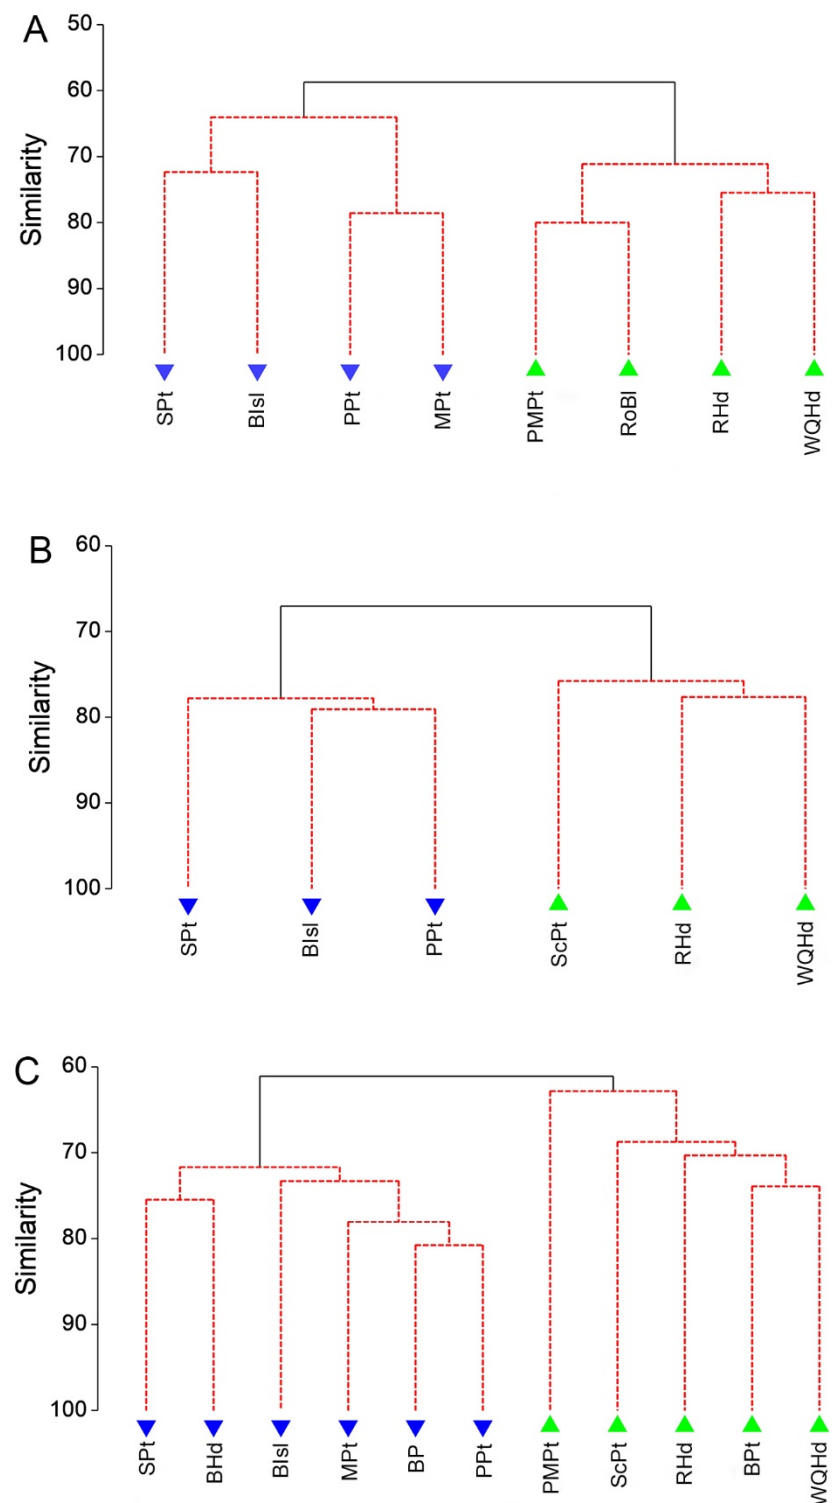 A
50
60
70
80
90
100
Similarity
SPt
BIsl
PPt
MPt
PMPt
RoBl
RHd
WQHd
B
60
70
80
90
100
Similarity
SPt
BIsl
PPt
ScPt
RHd
WQHd
C
60
70
80
90
100
Similarity
SPt
BHd
BIsl
MPt
BP
PPt
PMPt
ScPt
RHd
BPt
WQHd